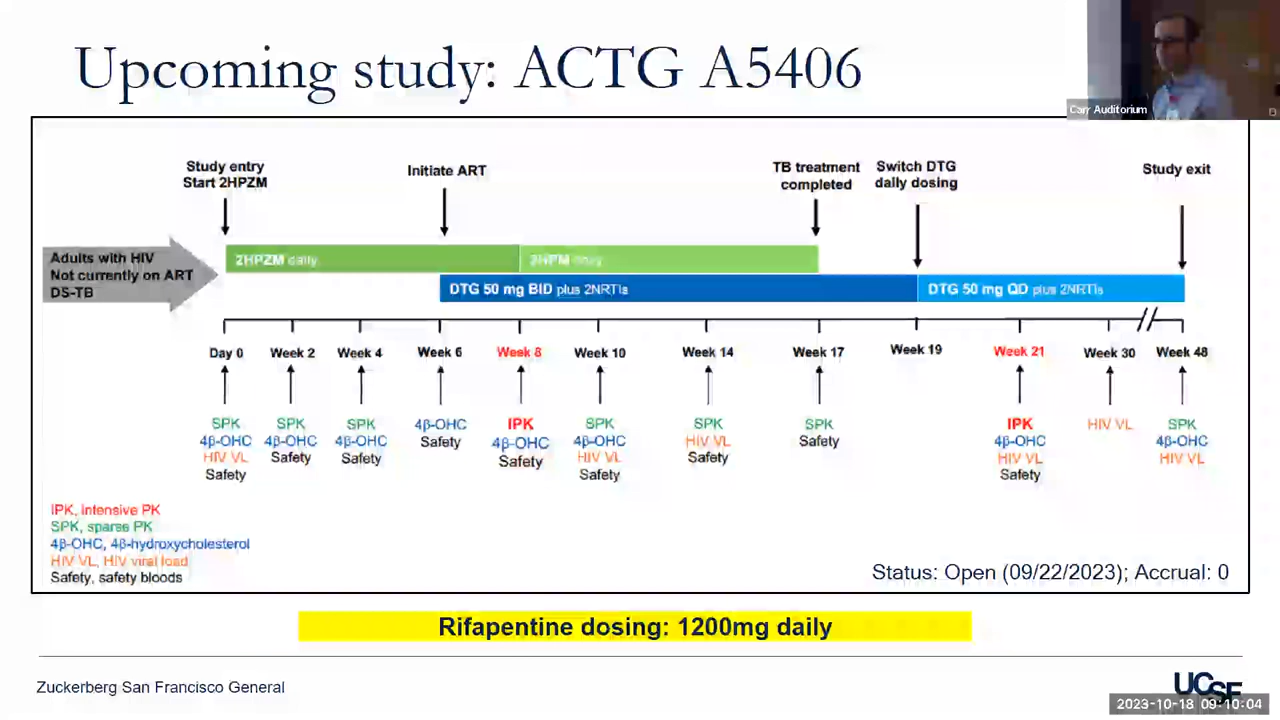 Upcoming study: ACTG A5406
Carr Auditorium
Study entry
Start 2HPZM
Initiate ART
TB treatment
completed
Switch DTG
daily dosing
Study exit
Adults with HIV
Not currently on ART
DS-TB
2HPZM daily
2HPM daily
DTG 50 mg BID plus 2NRTIs
DTG 50 mg QD plus 2NRTIs
Day 0
Week 2
Week 4
Week 6
Week 8
Week 10
Week 14
Week 17
Week 19
Week 21
Week 30
Week 48
SPK
4β-OHC
HIV VL
Safety
SPK
4β-OHC
Safety
SPK
4β-OHC
Safety
4β-OHC
Safety
IPK
4β-OHC
Safety
SPK
4β-OHC
HIV VL
Safety
SPK
HIV VL
Safety
SPK
Safety
IPK
4β-OHC
HIV VL
Safety
HIV VL
SPK
4β-OHC
HIV VL
IPK, intensive PK
SPK, sparse PK
4β-OHC, 4β-hydroxycholesterol
HIV VL, HIV viral load
Safety, safety bloods
Status: Open (09/22/2023); Accrual: 0
Rifapentine dosing: 1200mg daily
Zuckerberg San Francisco General
UCSF
2023-10-18 09:10:04